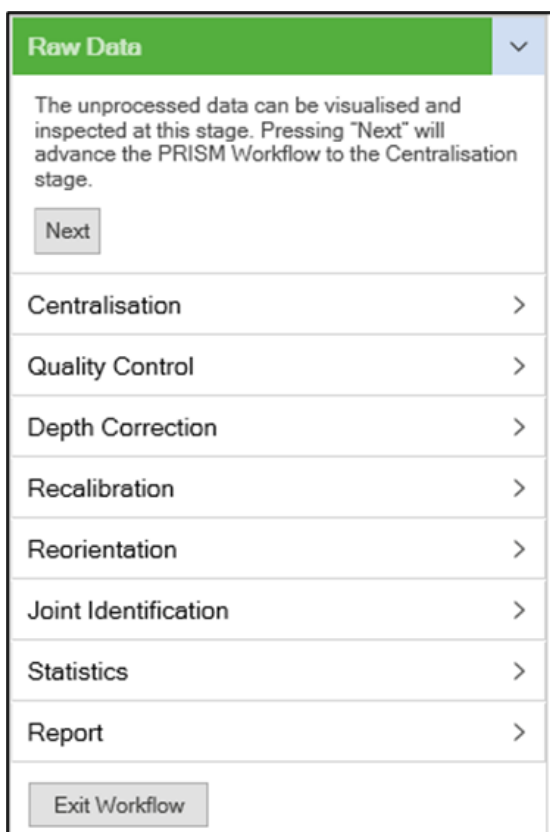 Raw Data
The unprocessed data can be visualised and
inspected at this stage. Pressing "Next" will
advance the PRISM Workflow to the Centralisation
stage.
Next
Centralisation
Quality Control
Depth Correction
Recalibration
Reorientation
Joint Identification
Statistics
Report
Exit Workflow